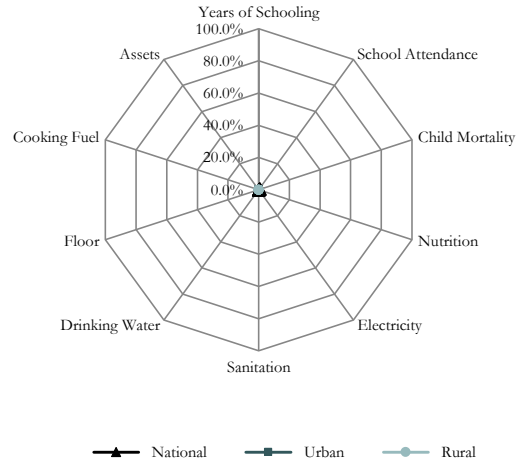 Years of Schooling
100.0%
Assets
School Attendance
80.0%
60.0%
40.0%
Cooking Fuel
Child Mortality
20.0%
0.0%
Floor
Nutrition
Drinking Water
Electricity
Sanitation
National Urban Rural